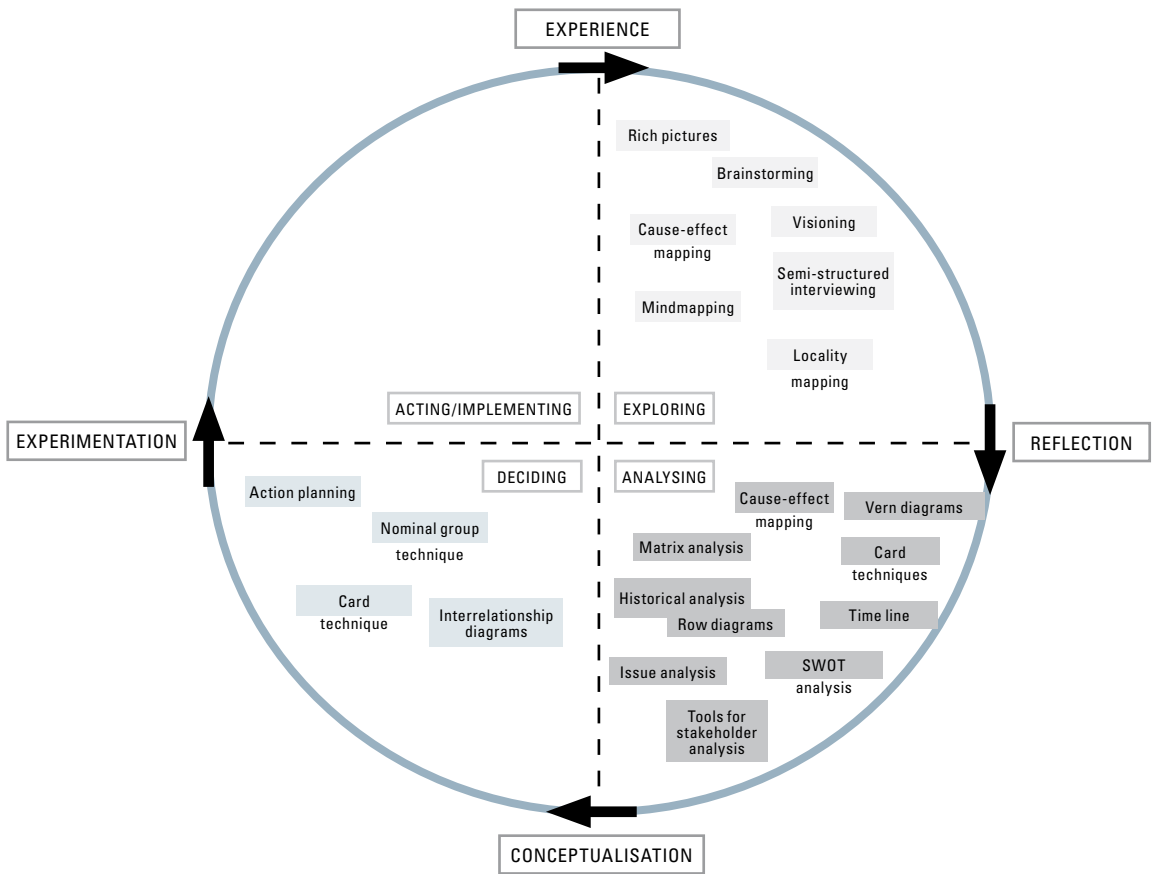 EXPERIENCE
Rich pictures
Brainstorming
Visioning
Cause-effect
mapping
Semi-structured
interviewing
Mindmapping
Locality
mapping
ACTING/IMPLEMENTING
EXPLORING
EXPERIMENTATION
REFLECTION
DECIDING
ANALYSING
Action planning
Nominal group
technique
Card
technique
Interrelationship
diagrams
Cause-effect
mapping
Vern diagrams
Matrix analysis
Card
techniques
Historical analysis
Row diagrams
Time line
Issue analysis
SWOT
analysis
Tools for
stakeholder
analysis
CONCEPTUALISATION